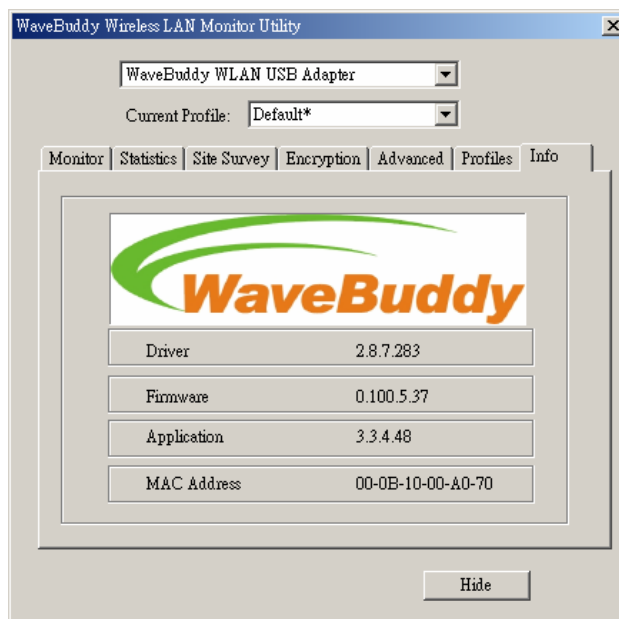 WaveBuddy Wireless LAN Monitor Utility
WaveBuddy WLAN USB Adapter
Current Profile: Default*
Monitor Statistics Site Survey Encryption Advanced Profiles Info
WaveBuddy
Driver 2.8.7.283
Firmware 0.100.5.37
Application 3.3.4.48
MAC Address 00-0B-10-00-A0-70
Hide